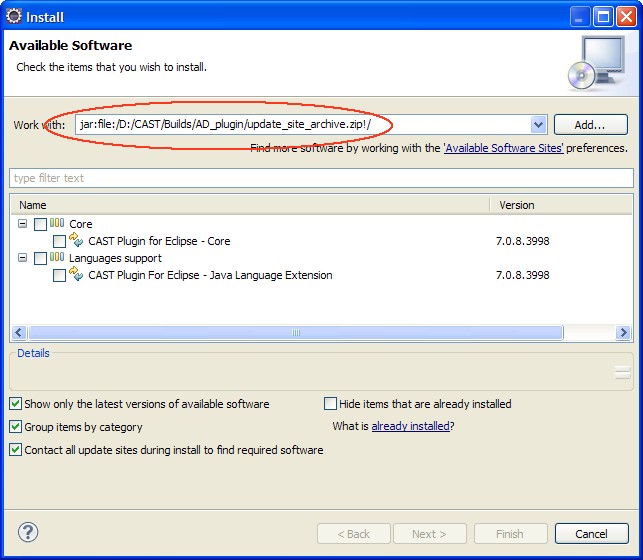 Install
Available Software
Check the items that you wish to install.
Work with: jar:file:/D:/CAST/Builds/AD_plugin/update_site_archive.zip!/ Add...
Find more software by working with the 'Available Software Sites' preferences.
type filter text
Name Version
Core
CAST Plugin for Eclipse - Core 7.0.8.3998
Languages support
CAST Plugin For Eclipse - Java Language Extension 7.0.8.3998
Details
Show only the latest versions of available software Hide items that are already installed
Group items by category What is already installed?
Contact all update sites during install to find required software
? < Back Next > Finish Cancel